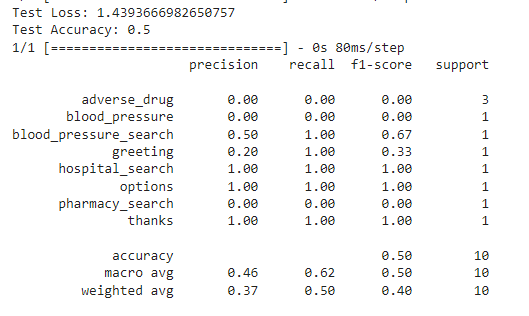 Test Loss: 1.4393666982650757
Test Accuracy: 0.5
1/1 [==============================] - 0s 80ms/step
precision recall f1-score support
adverse_drug 0.00 0.00 0.00 3
blood_pressure 0.00 0.00 0.00 1
blood_pressure_search 0.50 1.00 0.67 1
greeting 0.20 1.00 0.33 1
hospital_search 1.00 1.00 1.00 1
options 1.00 1.00 1.00 1
pharmacy_search 0.00 0.00 0.00 1
thanks 1.00 1.00 1.00 1
accuracy 0.50 10
macro avg 0.46 0.62 0.50 10
weighted avg 0.37 0.50 0.40 10